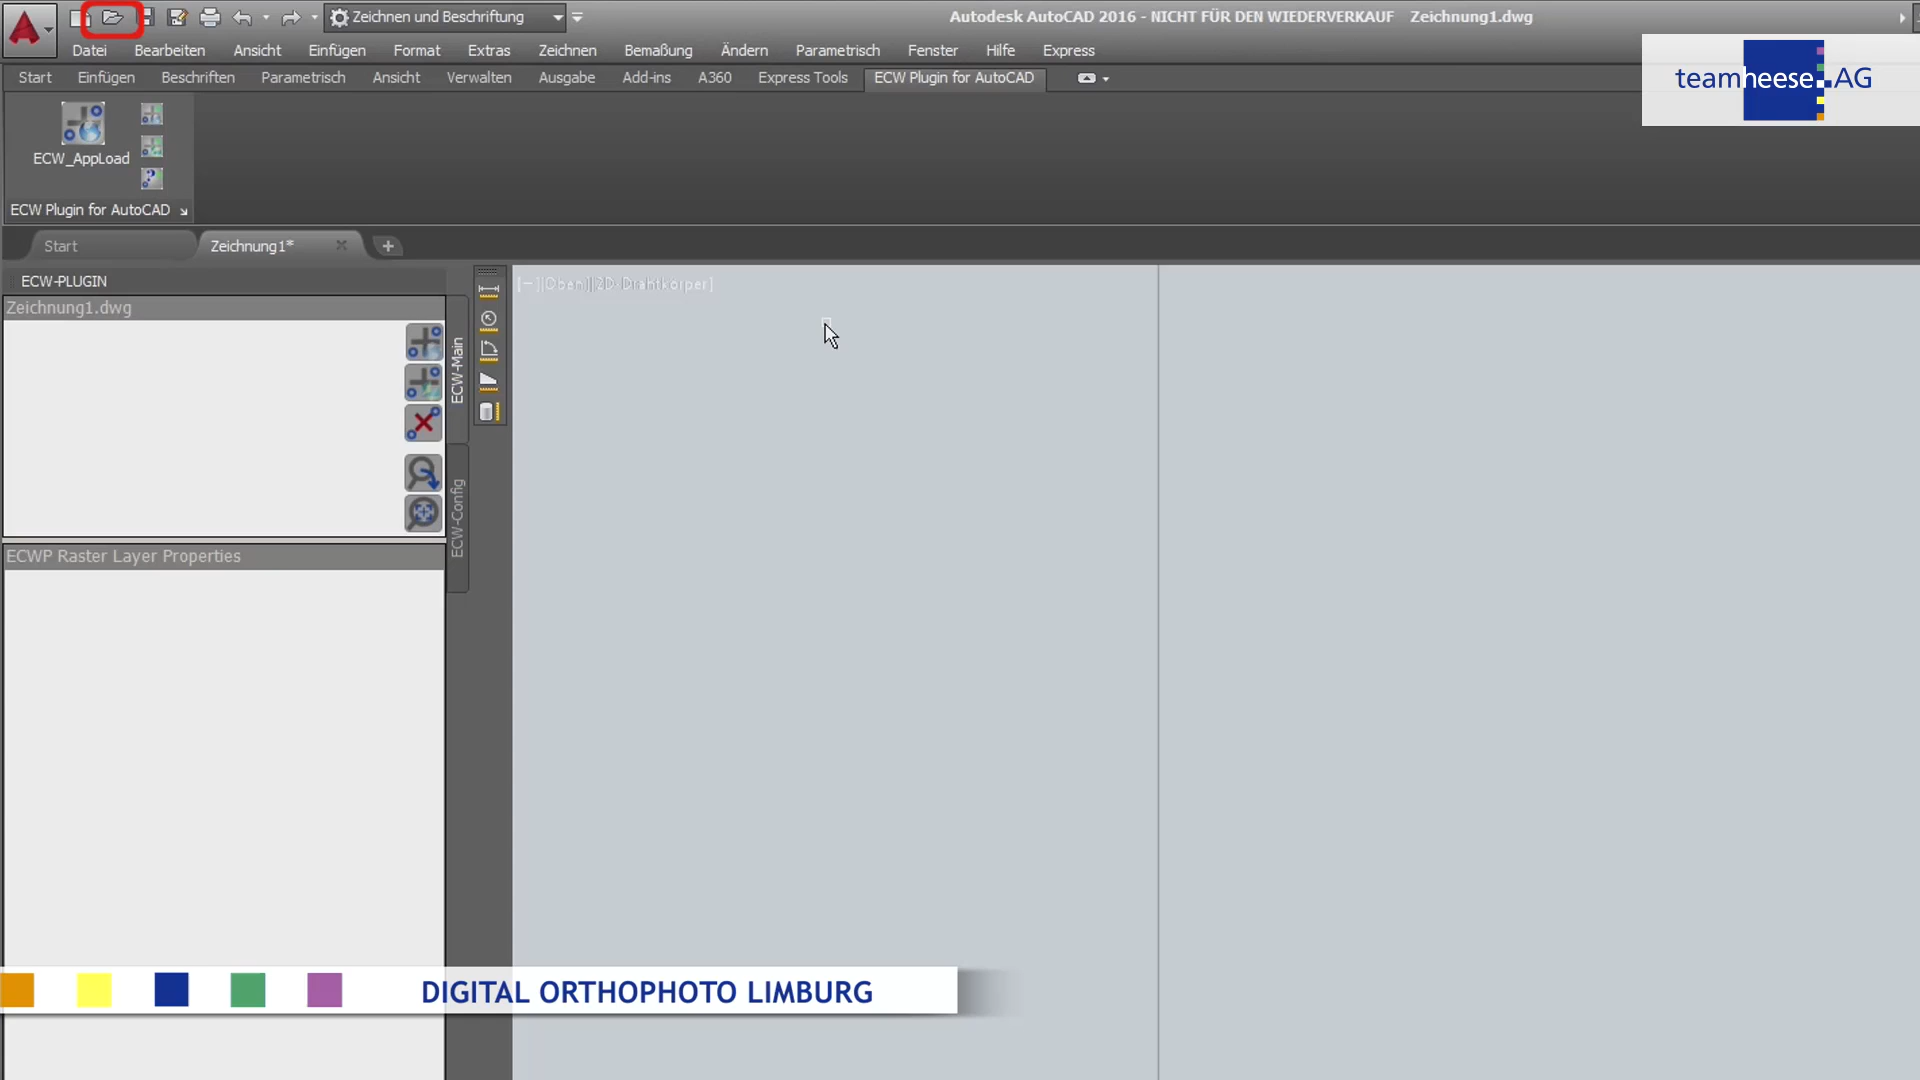 Zeichnen und Beschriftung
Autodesk AutoCAD 2016 - NICHT FÜR DEN WIEDERVERKAUF Zeichnung1.dwg
Datei Bearbeiten Ansicht Einfügen Format Extras Zeichnen Bemaßung Ändern Parametrisch Fenster Hilfe Express
Start Einfügen Beschriften Parametrisch Ansicht Verwalten Ausgabe Add-ins A360 Express Tools ECW Plugin for AutoCAD
teamheese AG
ECW_AppLoad
ECW Plugin for AutoCAD
Start Zeichnung1*
ECW-PLUGIN
[−][Oben][2D-Drahtkörper]
Zeichnung1.dwg
ECW-Main
ECW-Config
ECWP Raster Layer Properties
DIGITAL ORTHOPHOTO LIMBURG